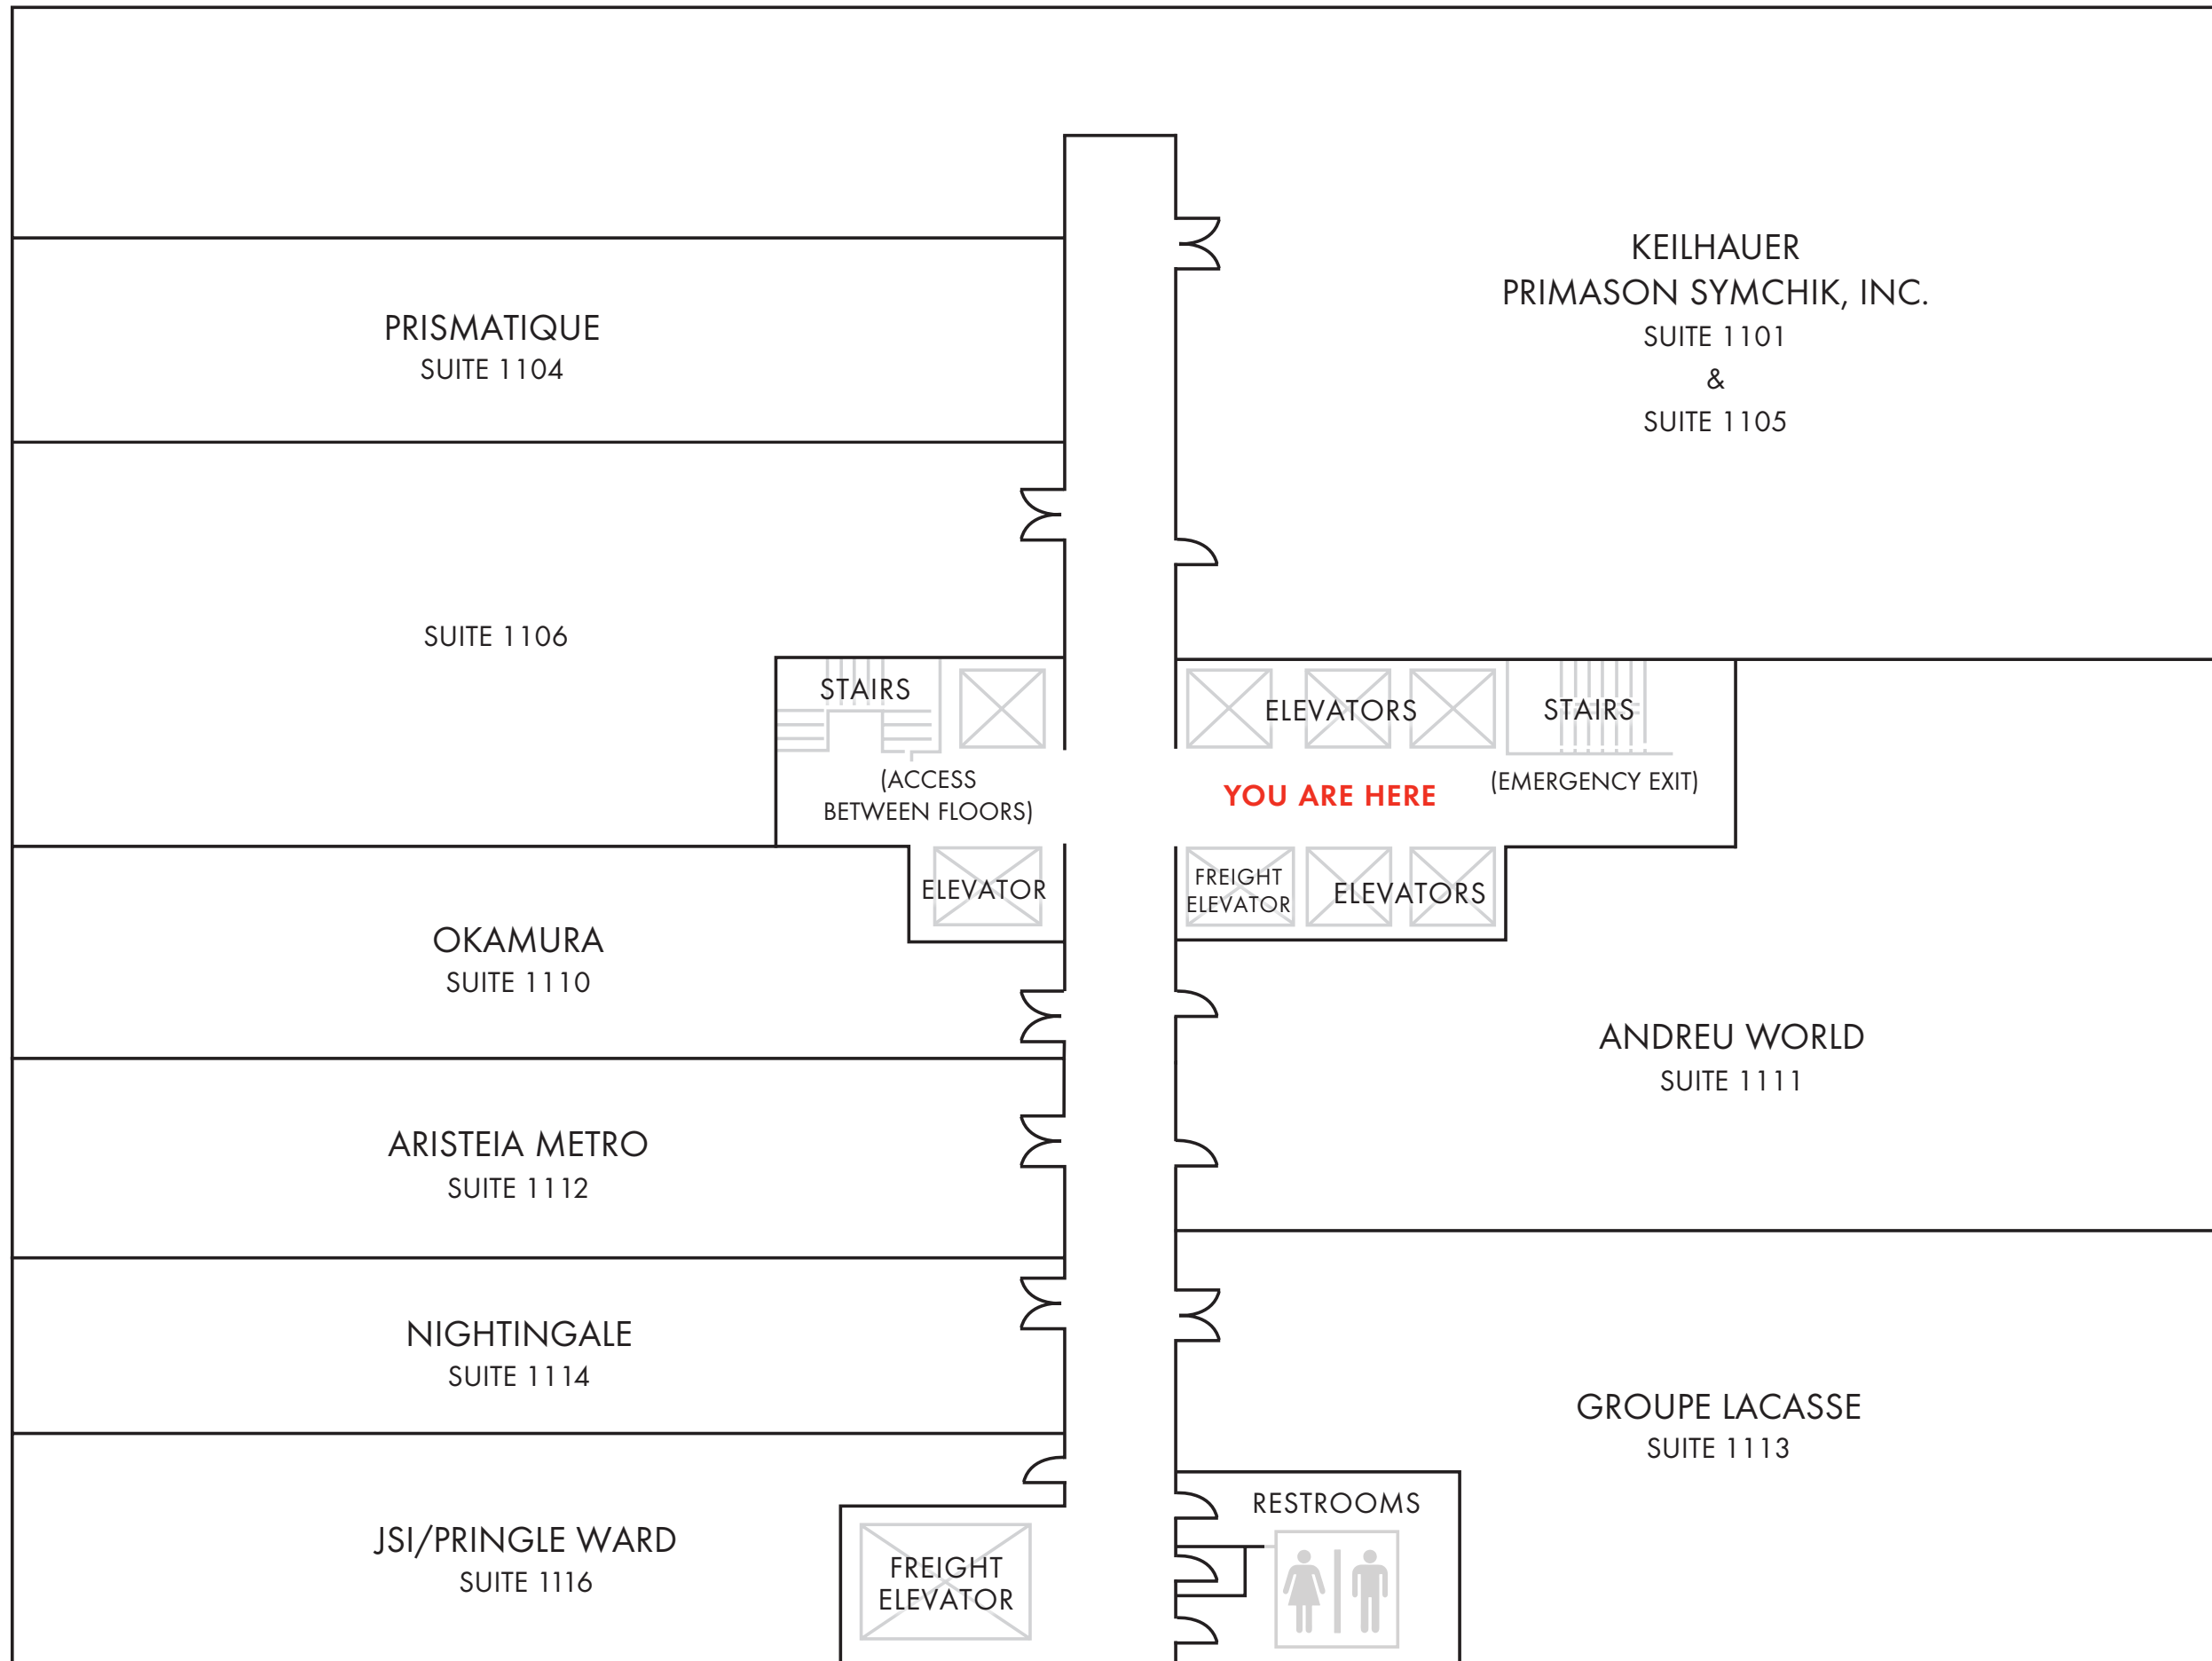 KEILHAUER
PRIMASON SYMCHIK, INC.
SUITE 1101
&
SUITE 1105
PRISMATIQUE
SUITE 1104
SUITE 1106
STAIRS
(ACCESS
BETWEEN FLOORS)
ELEVATORS
STAIRS
(EMERGENCY EXIT)
YOU ARE HERE
ELEVATOR
FREIGHT
ELEVATOR
ELEVATORS
OKAMURA
SUITE 1110
ANDREU WORLD
SUITE 1111
ARISTEIA METRO
SUITE 1112
NIGHTINGALE
SUITE 1114
GROUPE LACASSE
SUITE 1113
JSI/PRINGLE WARD
SUITE 1116
FREIGHT
ELEVATOR
RESTROOMS